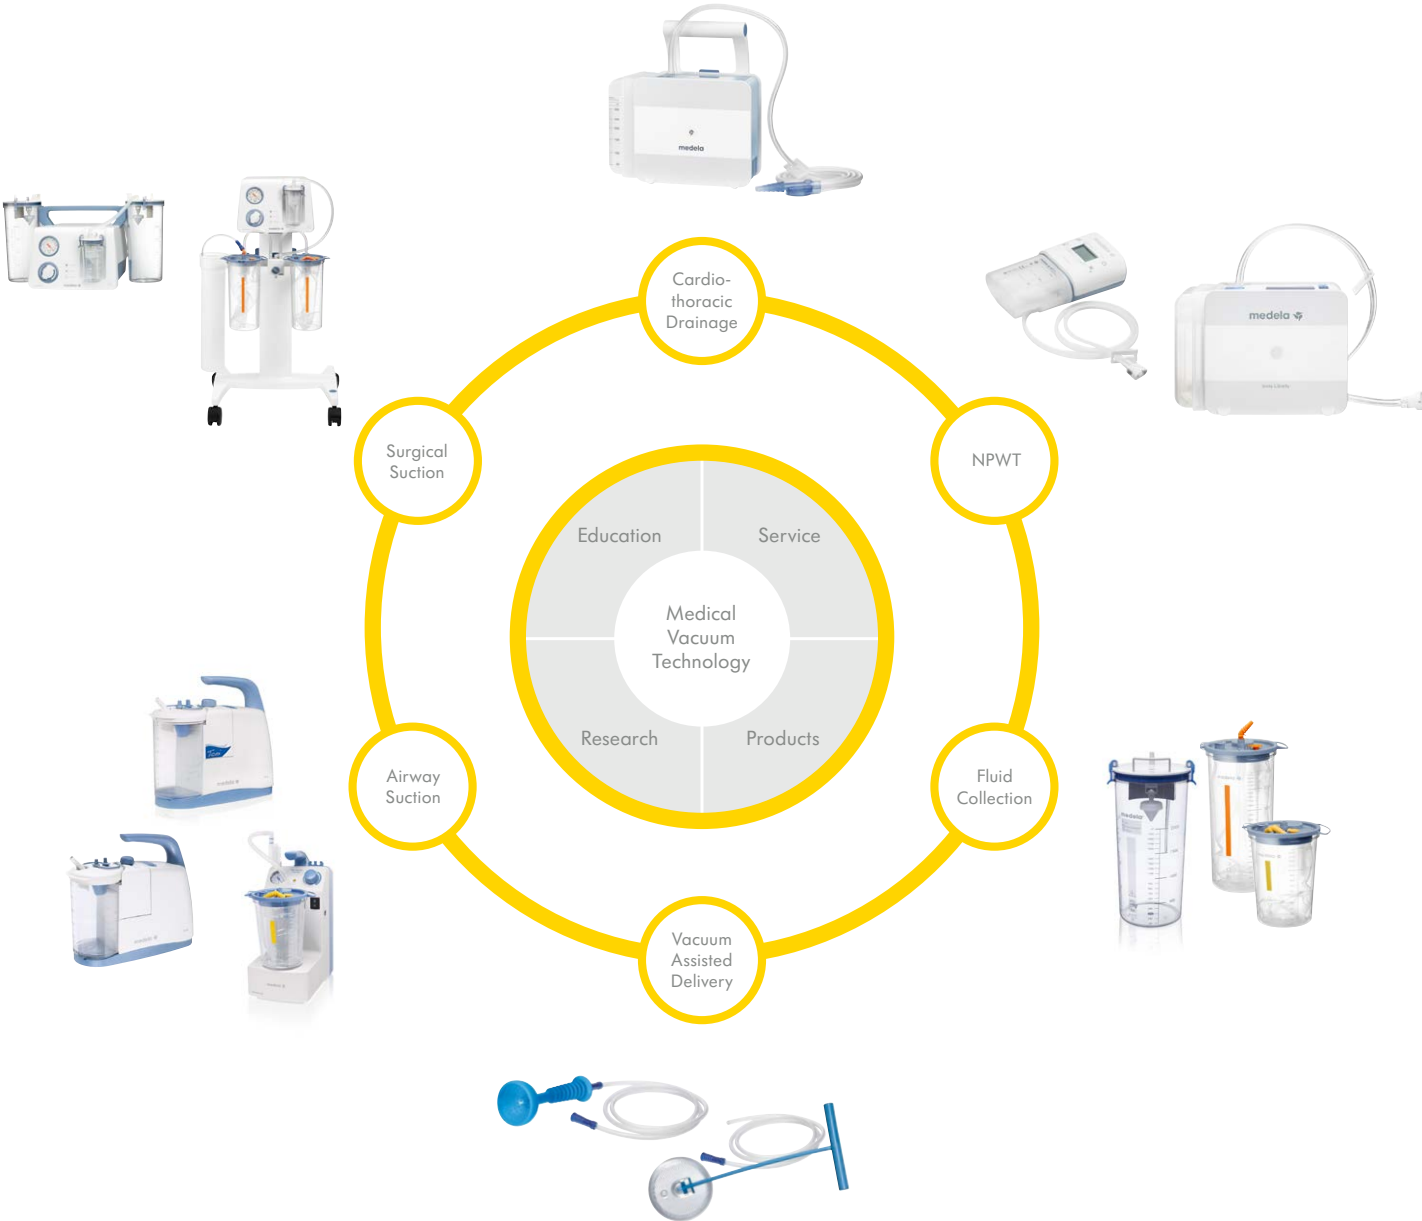 medela
Cardio-
thoracic
Drainage
medela
Surgical
Suction
NPWT
Education
Service
Medical
Vacuum
Technology
Research
Products
Airway
Suction
Fluid
Collection
medela
Vacuum
Assisted
Delivery